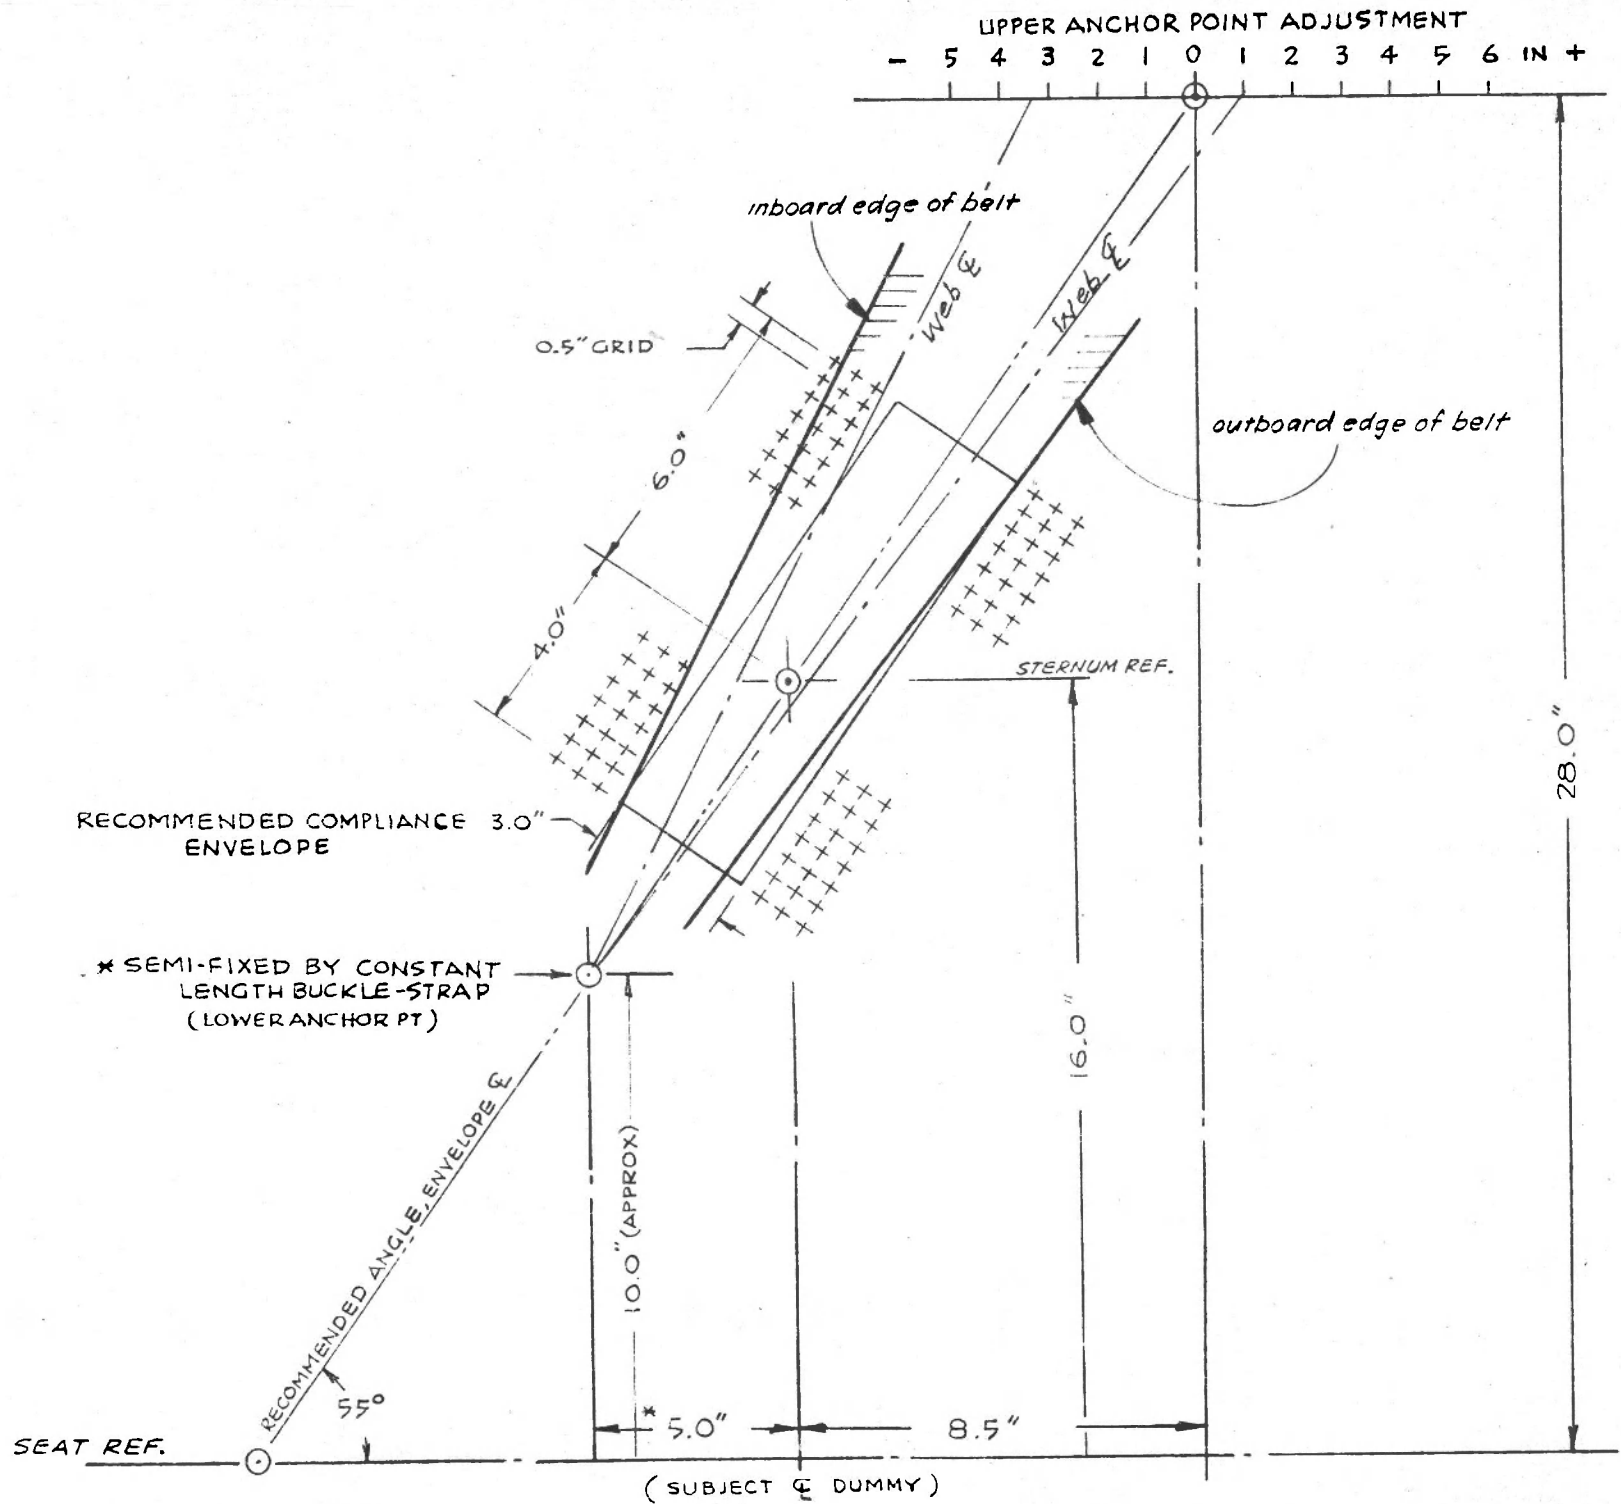 UPPER ANCHOR POINT ADJUSTMENT
- 5 4 3 2 1 0 1 2 3 4 5 6 IN +
inboard edge of belt
Web ℄
Web ℄
0.5" GRID
outboard edge of belt
6.0"
4.0"
STERNUM REF.
28.0"
RECOMMENDED COMPLIANCE 3.0"
ENVELOPE
* SEMI-FIXED BY CONSTANT
LENGTH BUCKLE-STRAP
(LOWER ANCHOR PT)
16.0"
RECOMMENDED ANGLE, ENVELOPE ℄
10.0" (APPROX)
55°
* 5.0"
8.5"
SEAT REF.
(SUBJECT ℄ DUMMY)